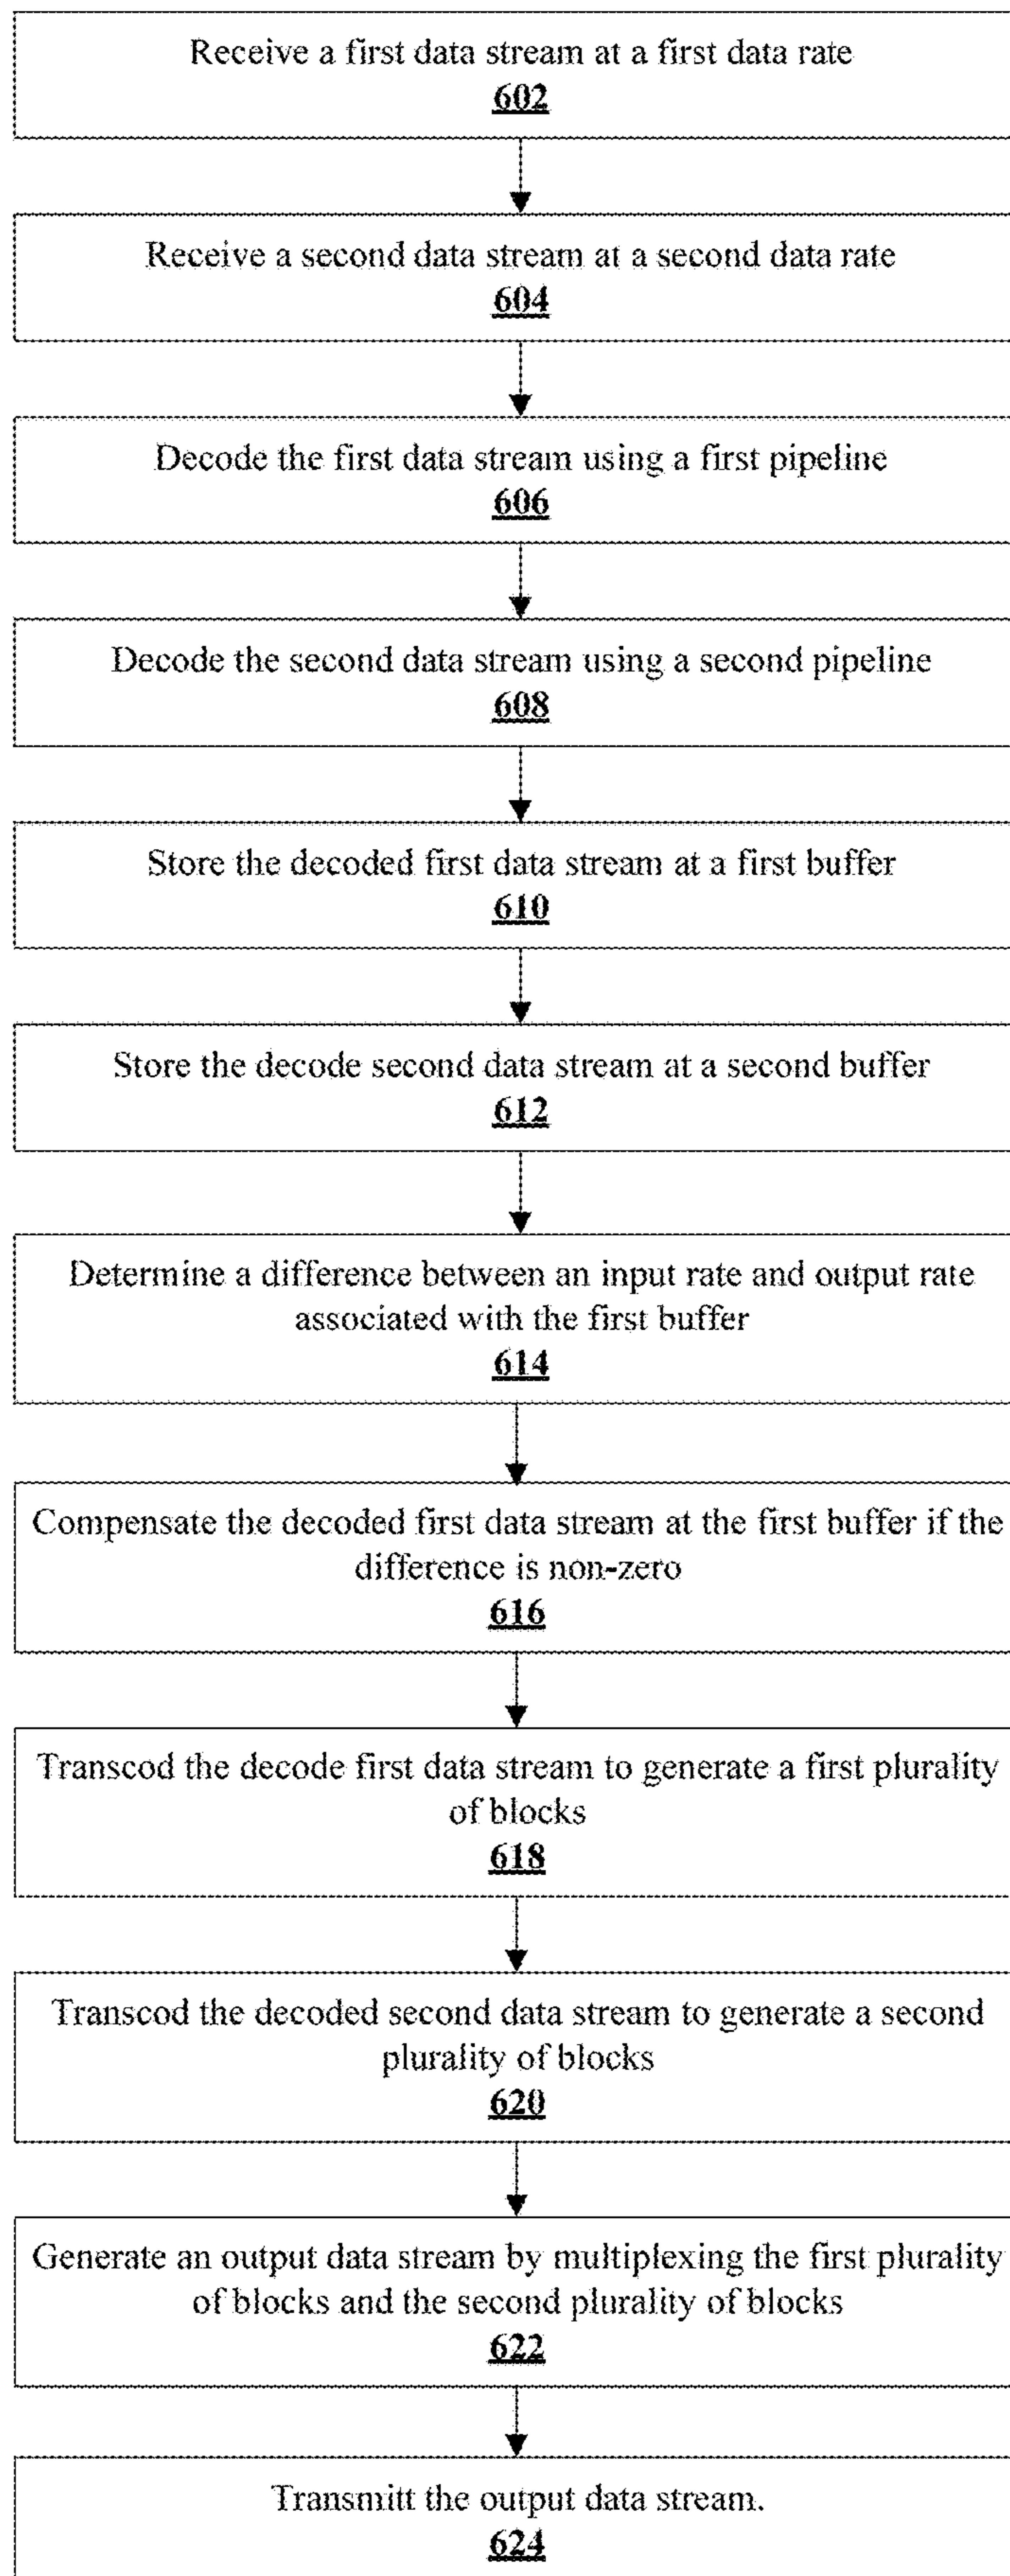 Receive a first data stream at a first data rate
602
Receive a second data stream at a second data rate
604
Decode the first data stream using a first pipeline
606
Decode the second data stream using a second pipeline
608
Store the decoded first data stream at a first buffer
610
Store the decode second data stream at a second buffer
612
Determine a difference between an input rate and output rate
associated with the first buffer
614
Compensate the decoded first data stream at the first buffer if the
difference is non-zero
616
Transcod the decode first data stream to generate a first plurality
of blocks
618
Transcod the decoded second data stream to generate a second
plurality of blocks
620
Generate an output data stream by multiplexing the first plurality
of blocks and the second plurality of blocks
622
Transmitt the output data stream.
624